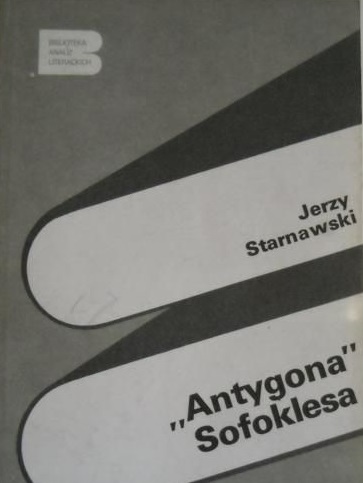 BIBLIOTEKA
ANALIZ
LITERACKICH
Jerzy
Starnawski
„Antygona"
Sofoklesa